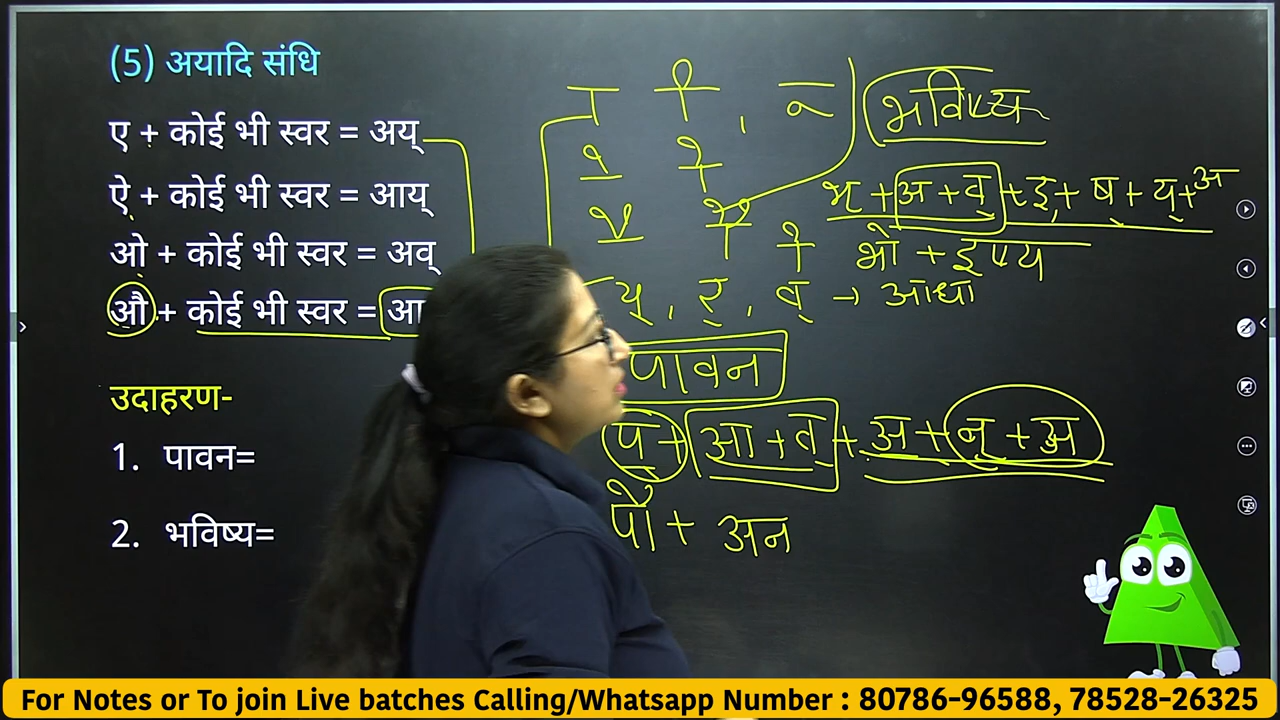 (5) अयादि संधि
ए + कोई भी स्वर = अय्
ऐ + कोई भी स्वर = आय्
ओ + कोई भी स्वर = अव्
औ + कोई भी स्वर = आ
उदाहरण-
1. पावन=
2. भविष्य=
भविष्य
भ् + अ + व् + इ + ष् + य् + अ
भो + इष्य
य्, र्, व् → आधा
पावन
प् + आ + व् + अ + न् + अ
पौ + अन
For Notes or To join Live batches Calling/Whatsapp Number : 80786-96588, 78528-26325